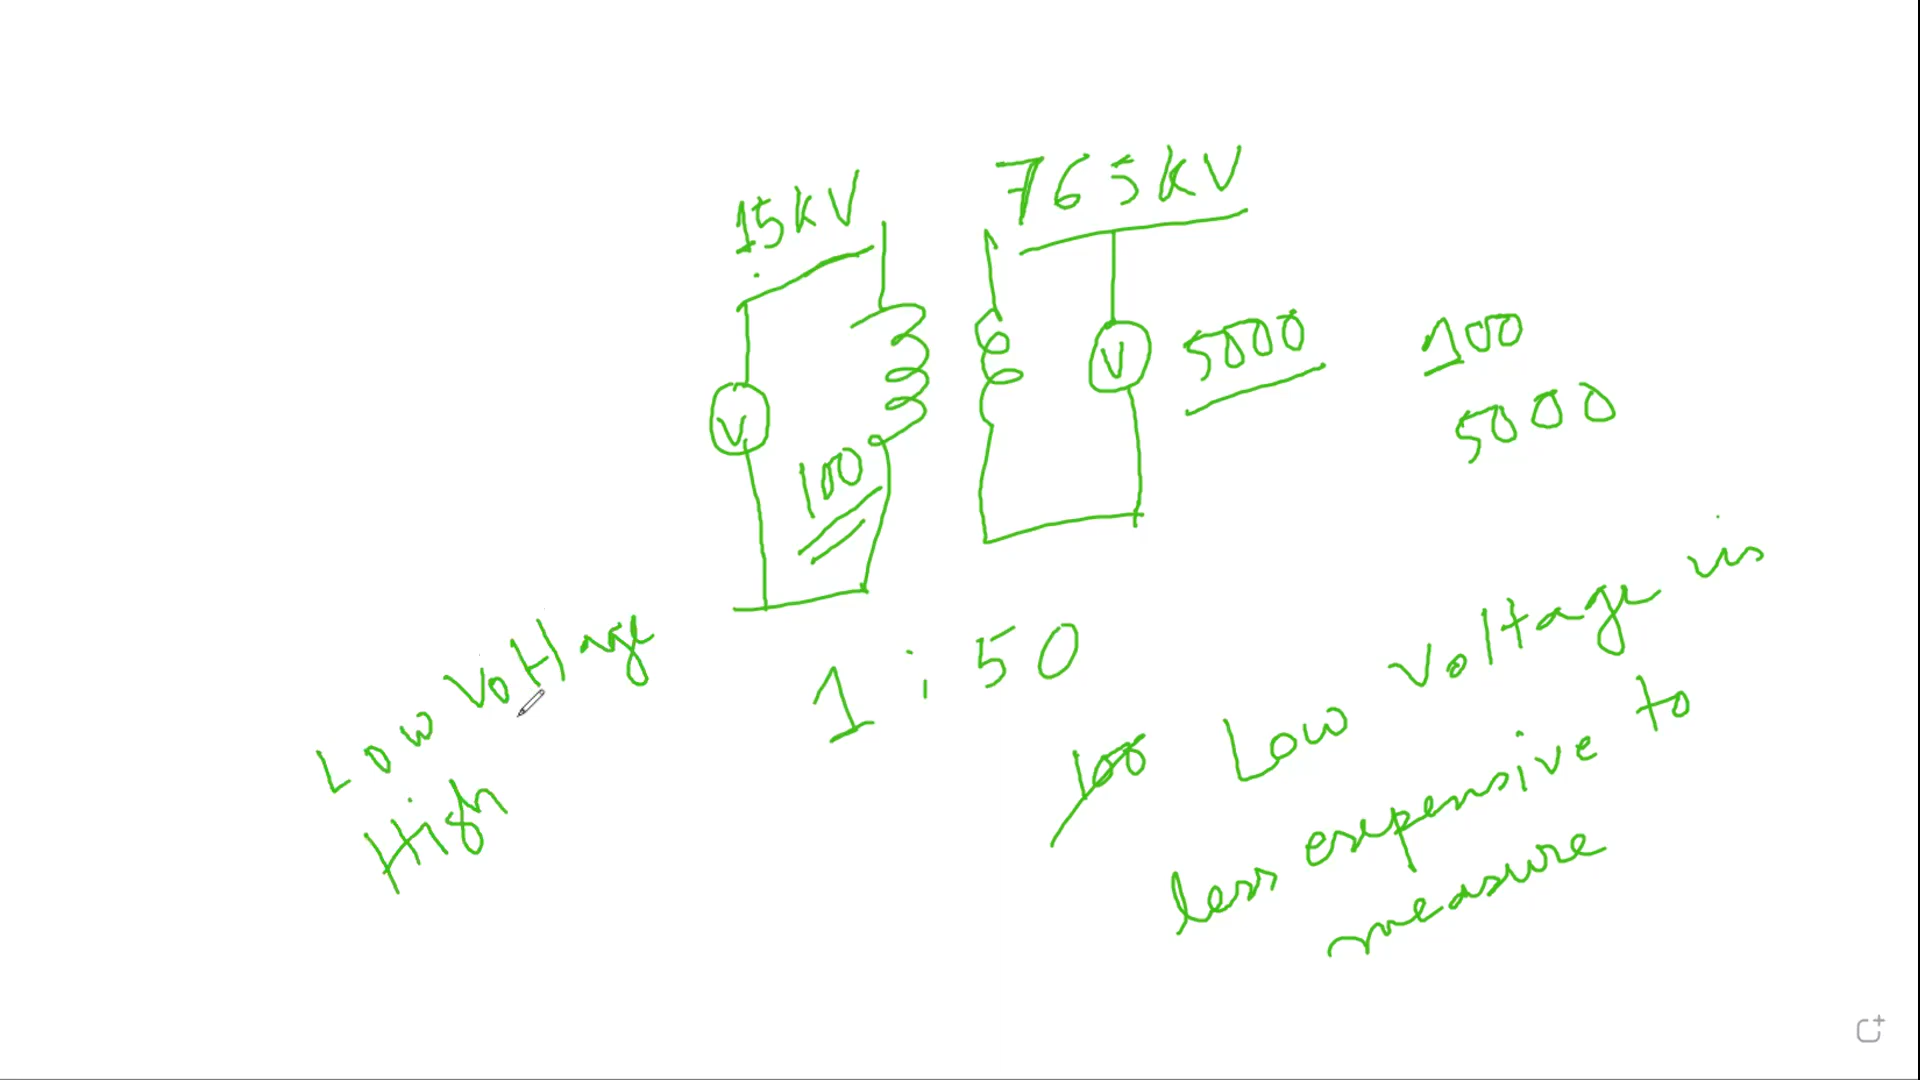 15kV
765kV
V
V
5000
100
5000
100
1 : 50
Low Voltage
High
100
Low Voltage is
less expensive to
measure